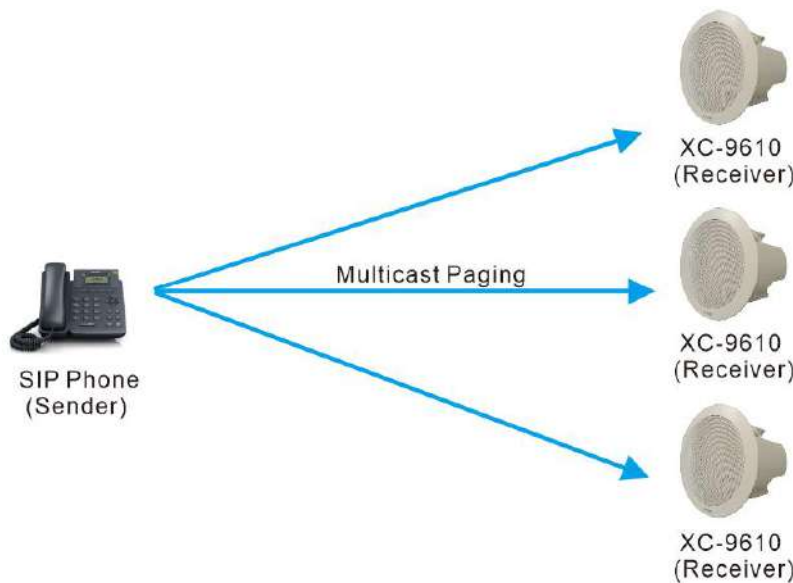 XC-9610
(Receiver)
Multicast Paging
XC-9610
(Receiver)
SIP Phone
(Sender)
XC-9610
(Receiver)